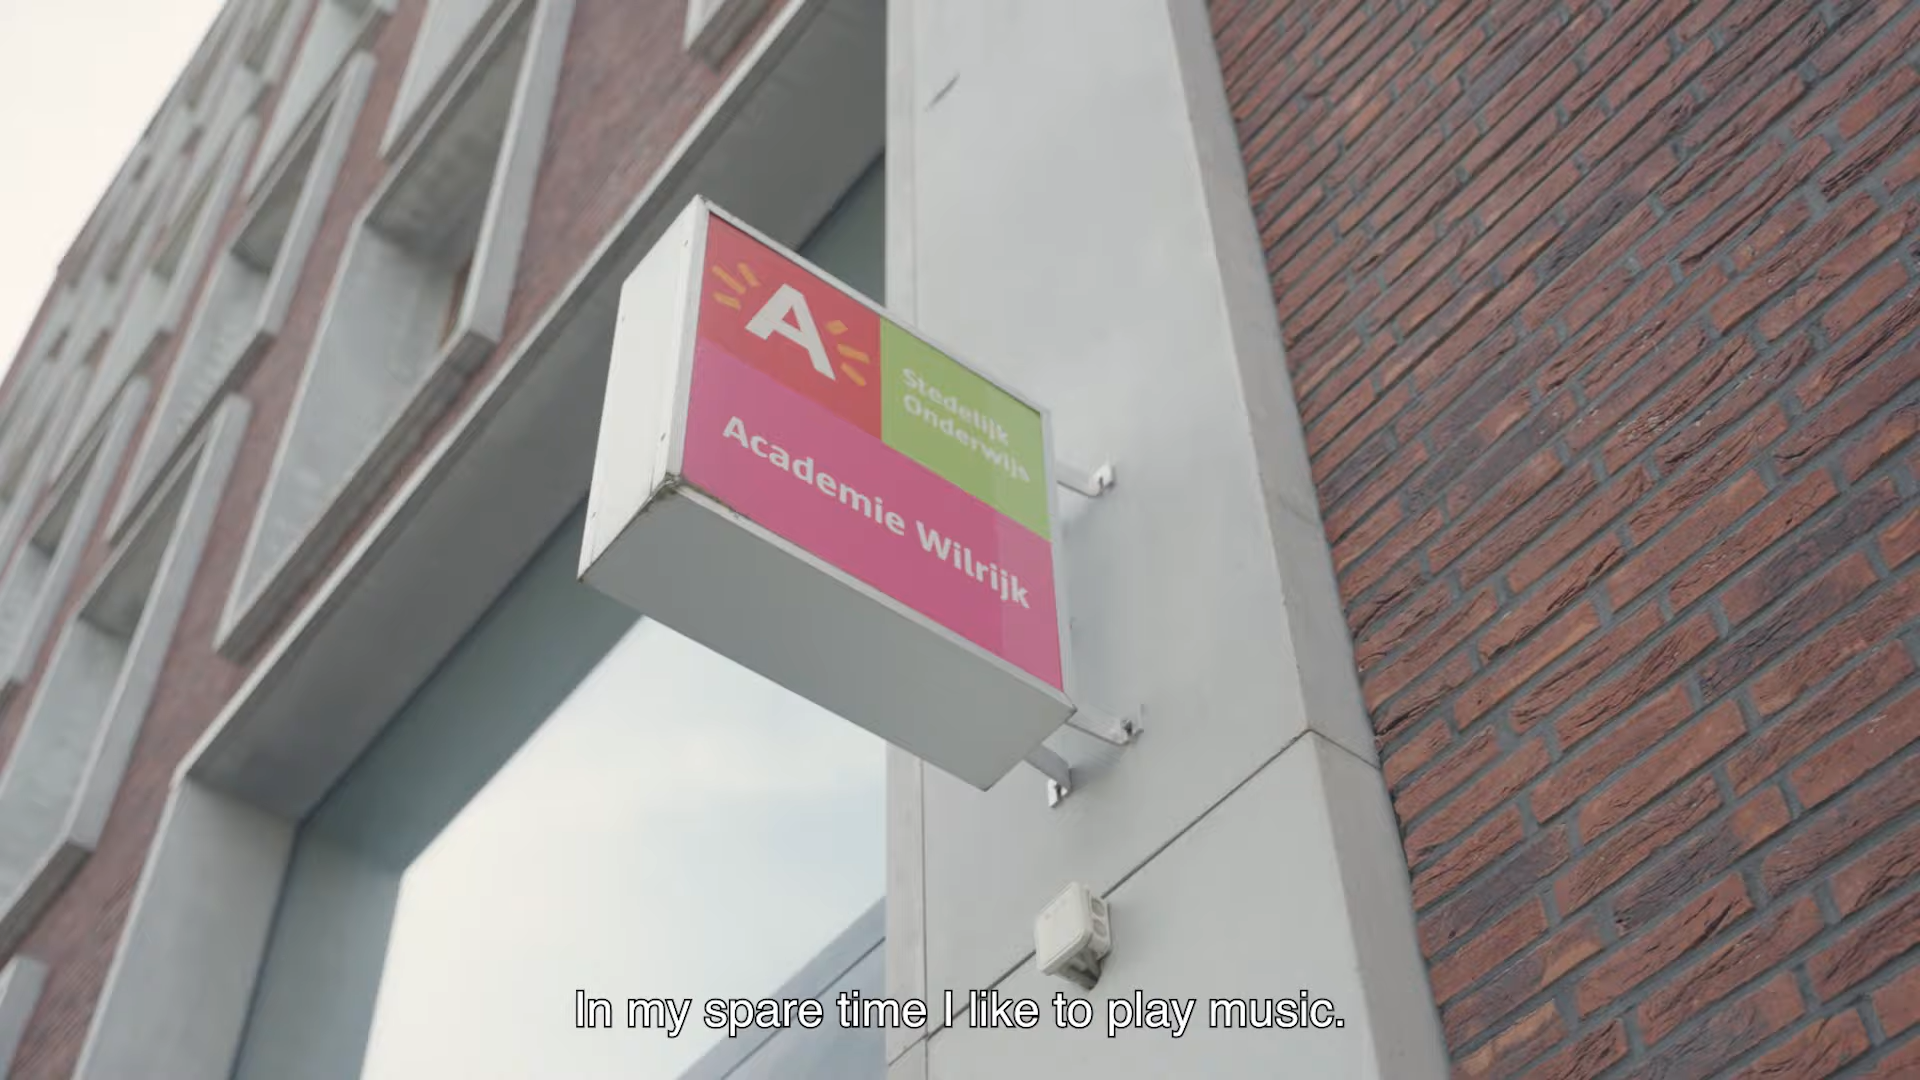 A
Stedelijk
Onderwijs
Academie Wilrijk
In my spare time I like to play music.